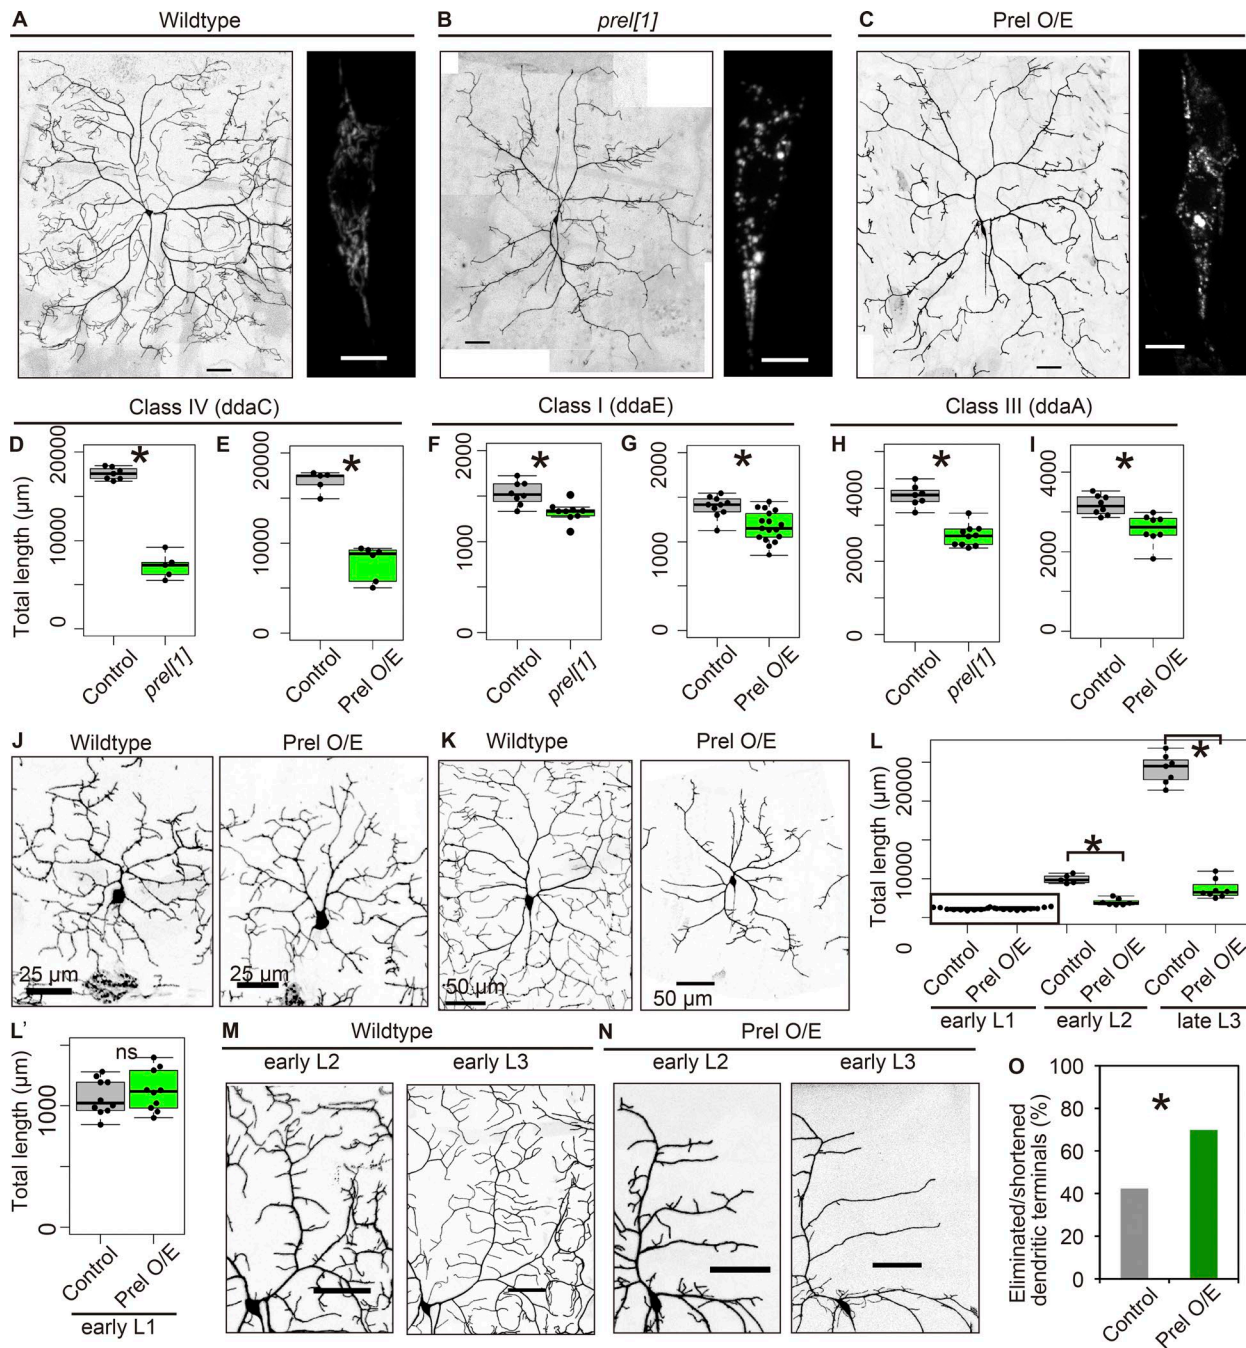 A Wildtype
B prel[1]
C Prel O/E
Class IV (ddaC)
Class I (ddaE)
Class III (ddaA)
D
Total length (µm)
0
10000
20000
*
Control
prel[1]
E
0
10000
20000
*
Control
Prel O/E
F
0
1000
2000
*
Control
prel[1]
G
0
1000
2000
*
Control
Prel O/E
H
0
2000
4000
*
Control
prel[1]
I
0
2000
4000
*
Control
Prel O/E
J
Wildtype
Prel O/E
25 µm
25 µm
K
Wildtype
Prel O/E
50 µm
50 µm
L
Total length (µm)
0
10000
20000
*
*
Control
Prel O/E
Control
Prel O/E
Control
Prel O/E
early L1
early L2
late L3
L'
Total length (µm)
0
1000
ns
Control
Prel O/E
early L1
M
Wildtype
early L2
early L3
N
Prel O/E
early L2
early L3
O
Eliminated/shortened
dendritic terminals (%)
100
80
60
40
20
0
*
Control
Prel O/E